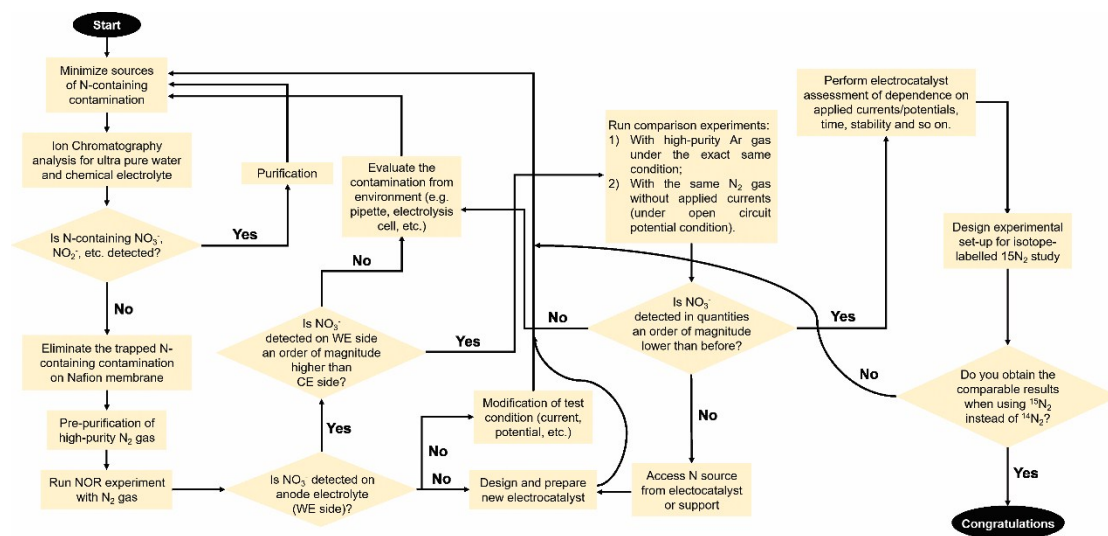 Start
Minimize sources
of N-containing
contamination
Ion Chromatography
analysis for ultra pure water
and chemical electrolyte
Purification
Is N-containing NO₃⁻,
NO₂⁻, etc. detected?
Yes
No
Eliminate the trapped N-
containing contamination
on Nafion membrane
Pre-purification of
high-purity N₂ gas
Run NOR experiment
with N₂ gas
Is NO₃⁻ detected on
anode electrolyte
(WE side)?
Yes
No
No
Is NO₃⁻
detected on WE side
an order of magnitude
higher than
CE side?
No
Yes
Evaluate the
contamination from
environment (e.g.
pipette, electrolysis
cell, etc.)
Modification of test
condition (current,
potential, etc.)
Design and prepare
new electrocatalyst
Run comparison experiments:
1) With high-purity Ar gas
under the exact same
condition;
2) With the same N₂ gas
without applied currents
(under open circuit
potential condition).
Is NO₃⁻
detected in quantities
an order of magnitude
lower than before?
No
Yes
No
Access N source
from electocatalyst
or support
Perform electrocatalyst
assessment of dependence on
applied currents/potentials,
time, stability and so on.
Design experimental
set-up for isotope-
labelled 15N₂ study
Do you obtain the
comparable results
when using ¹⁵N₂
instead of ¹⁴N₂?
No
Yes
Congratulations